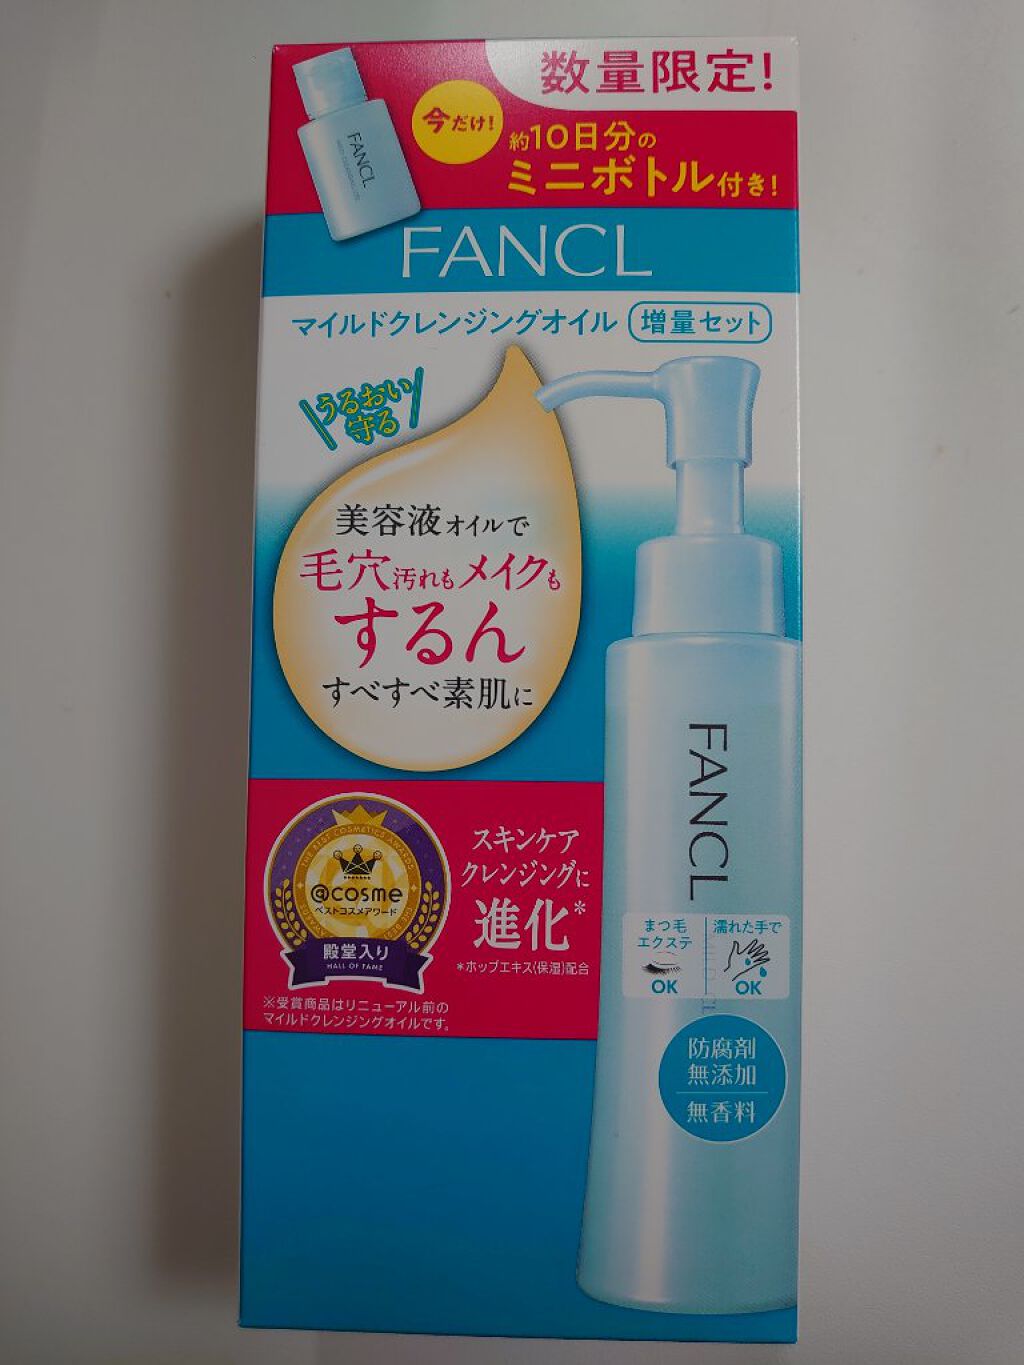 数量限定!
今だけ!
約10日分の
ミニボトル付き!
FANCL
FANCL
マイルドクレンジングオイル 増量セット
うるおい
守る
美容液オイルで
毛穴汚れもメイクも
するん
すべすべ素肌に
FANCL
THE BEST COSMETICS AWARDS
@cosme
ベストコスメアワード
殿堂入り
HALL OF FAME
スキンケア
クレンジングに
進化*
*ホップエキス(保湿)配合
※受賞商品はリニューアル前の
マイルドクレンジングオイルです。
まつ毛
エクステ
OK
濡れた手で
OK
防腐剤
無添加
無香料